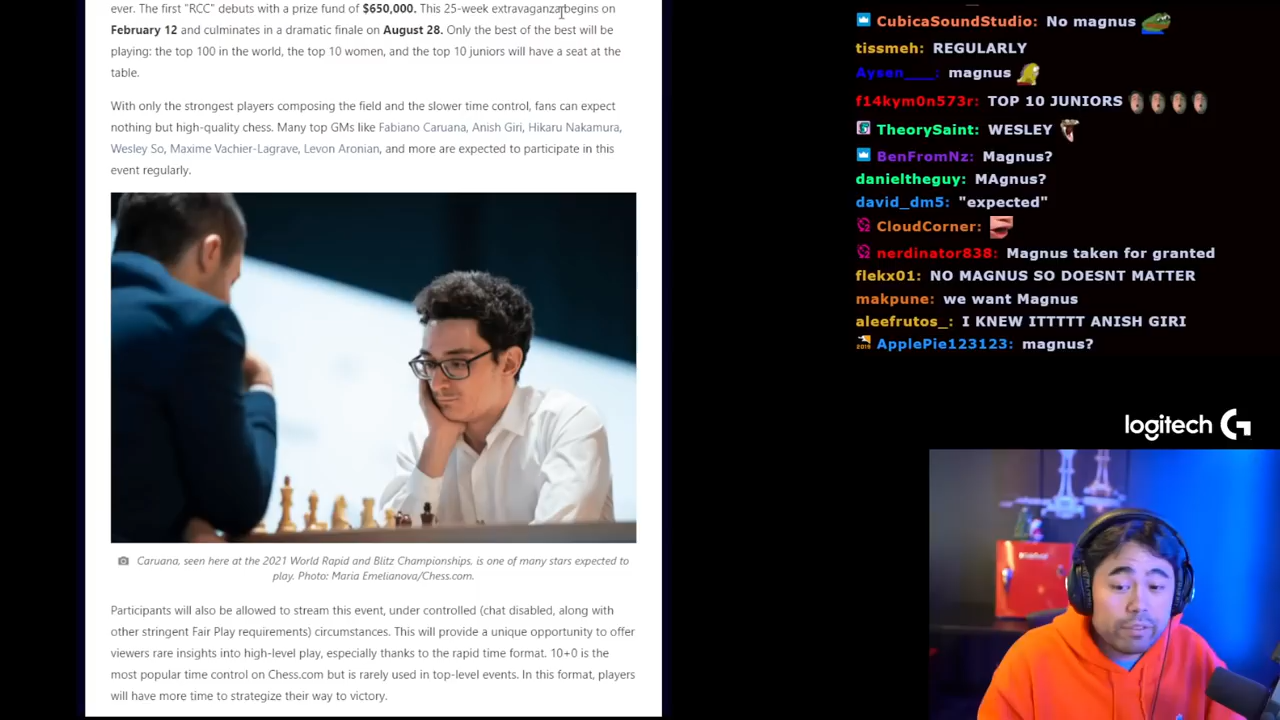 ever. The first "RCC" debuts with a prize fund of $650,000. This 25-week extravaganza begins on
February 12 and culminates in a dramatic finale on August 28. Only the best of the best will be
playing: the top 100 in the world, the top 10 women, and the top 10 juniors will have a seat at the
table.
With only the strongest players composing the field and the slower time control, fans can expect
nothing but high-quality chess. Many top GMs like Fabiano Caruana, Anish Giri, Hikaru Nakamura,
Wesley So, Maxime Vachier-Lagrave, Levon Aronian, and more are expected to participate in this
event regularly.
Caruana, seen here at the 2021 World Rapid and Blitz Championships, is one of many stars expected to
play. Photo: Maria Emelianova/Chess.com.
Participants will also be allowed to stream this event, under controlled (chat disabled, along with
other stringent Fair Play requirements) circumstances. This will provide a unique opportunity to offer
viewers rare insights into high-level play, especially thanks to the rapid time format. 10+0 is the
most popular time control on Chess.com but is rarely used in top-level events. In this format, players
will have more time to strategize their way to victory.
CubicaSoundStudio: No magnus
tissmeh: REGULARLY
Aysen___: magnus
f14kym0n573r: TOP 10 JUNIORS
TheorySaint: WESLEY
BenFromNz: Magnus?
danieltheguy: MAgnus?
david_dm5: "expected"
CloudCorner:
nerdinator838: Magnus taken for granted
flekx01: NO MAGNUS SO DOESNT MATTER
makpune: we want Magnus
aleefrutos_: I KNEW ITTTTT ANISH GIRI
ApplePie123123: magnus?
logitech G